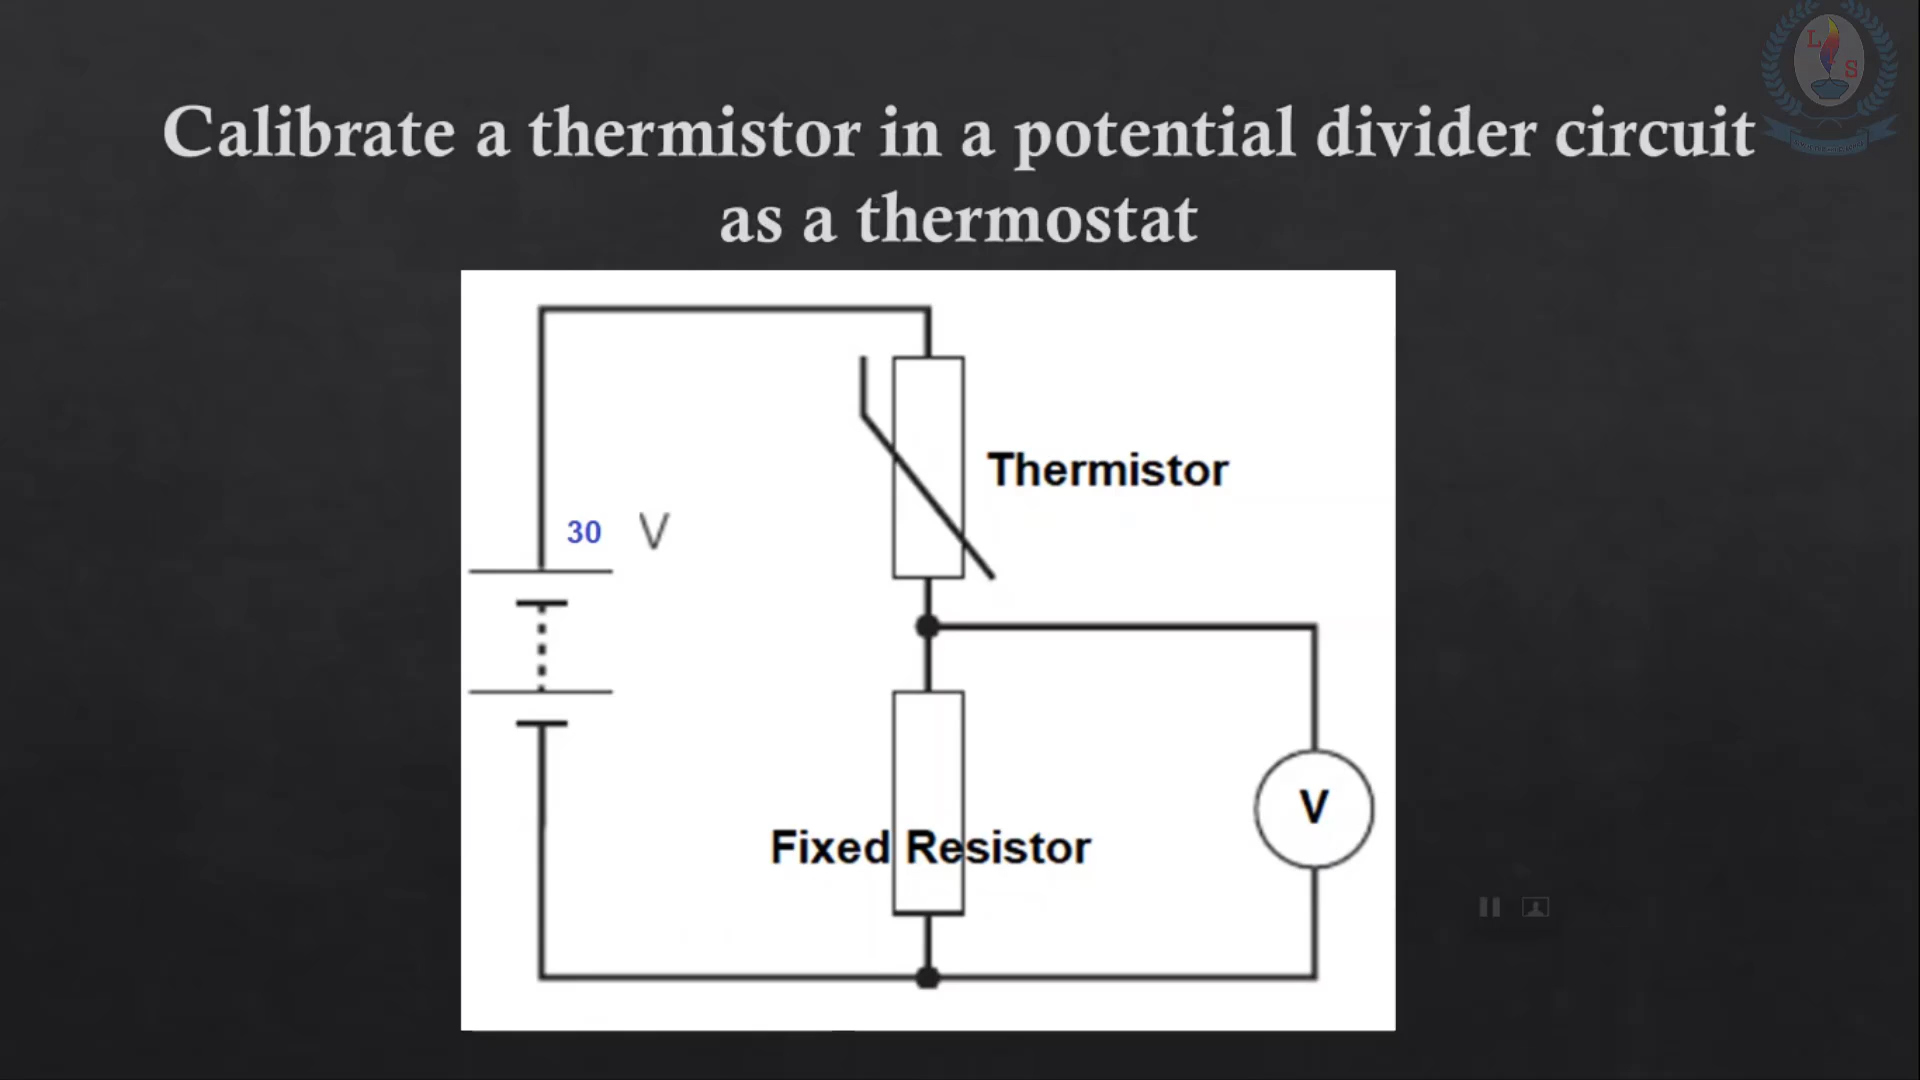 Calibrate a thermistor in a potential divider circuit
as a thermostat
L
S
Thermistor
30 V
V
Fixed Resistor